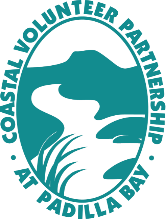 COASTAL VOLUNTEER PARTNERSHIP
• AT PADILLA BAY •